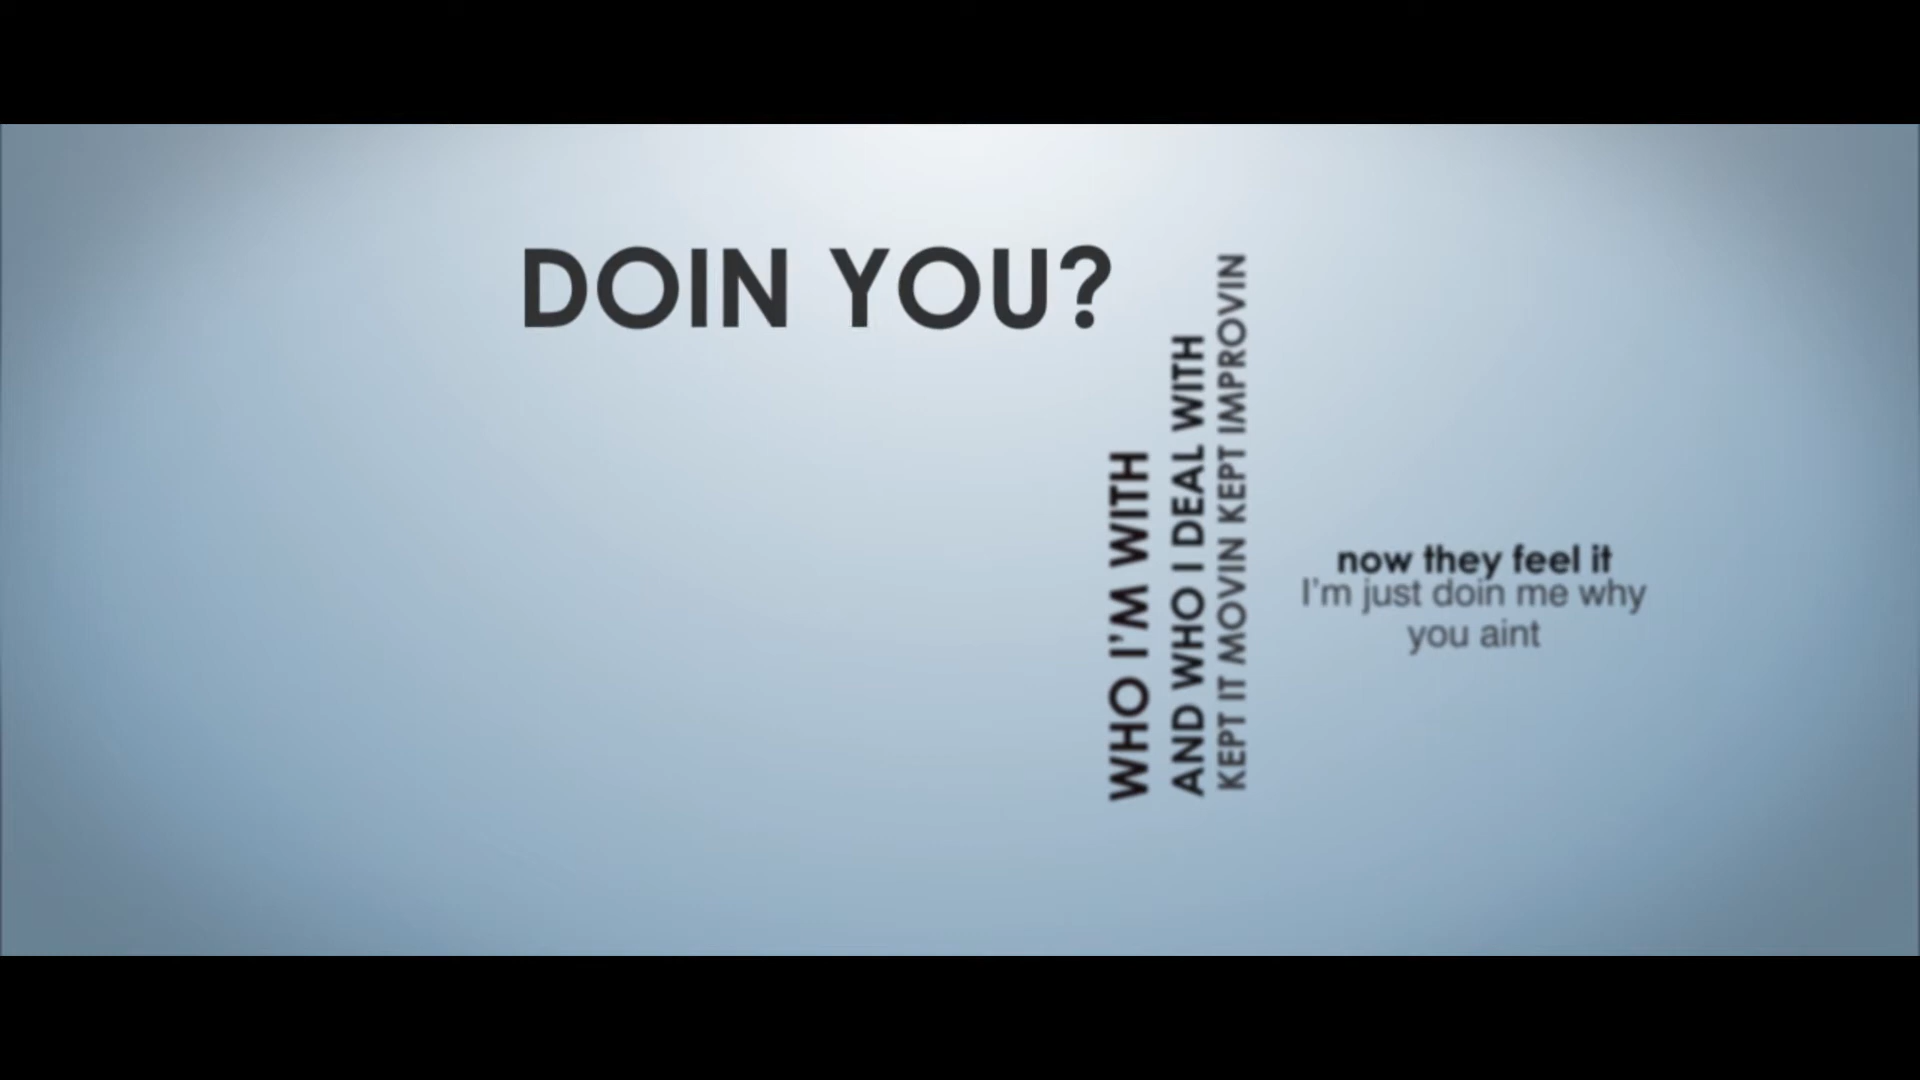 DOIN YOU?
WHO I'M WITH
AND WHO I DEAL WITH
KEPT IT MOVIN KEPT IMPROVIN
now they feel it
I'm just doin me why
you aint